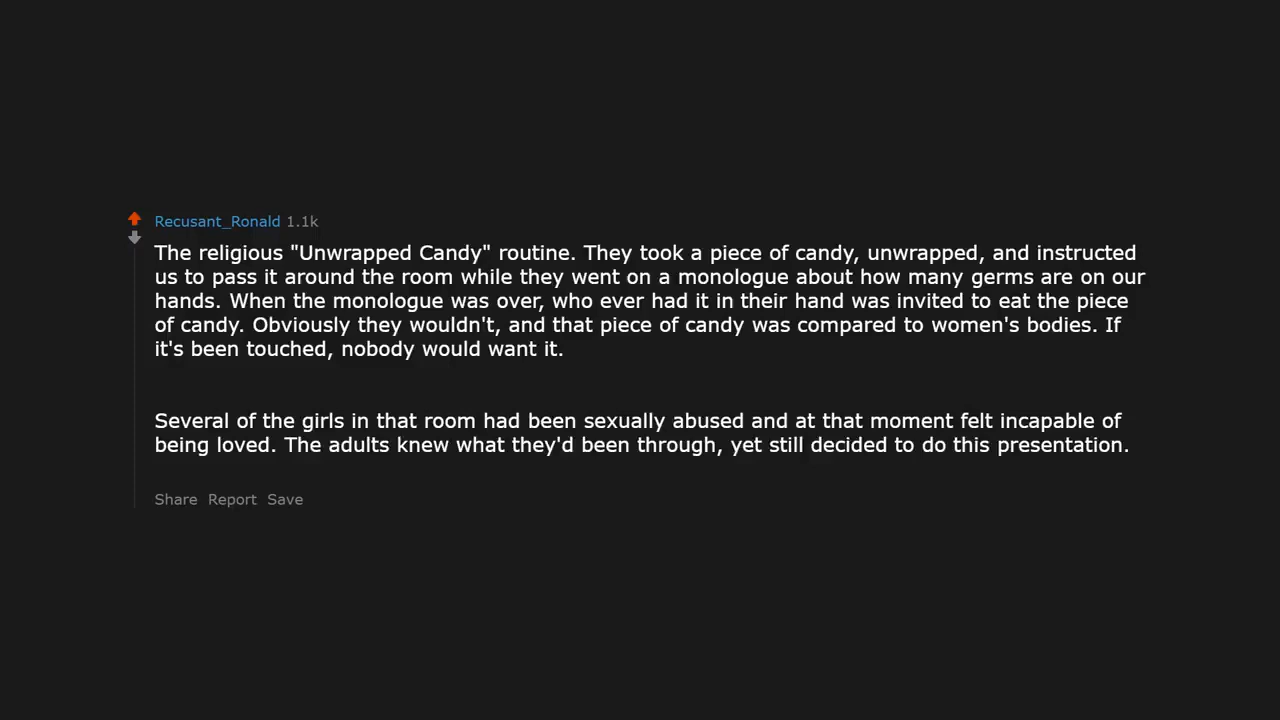 Recusant_Ronald 1.1k
The religious "Unwrapped Candy" routine. They took a piece of candy, unwrapped, and instructed
us to pass it around the room while they went on a monologue about how many germs are on our
hands. When the monologue was over, who ever had it in their hand was invited to eat the piece
of candy. Obviously they wouldn't, and that piece of candy was compared to women's bodies. If
it's been touched, nobody would want it.
Several of the girls in that room had been sexually abused and at that moment felt incapable of
being loved. The adults knew what they'd been through, yet still decided to do this presentation.
Share Report Save